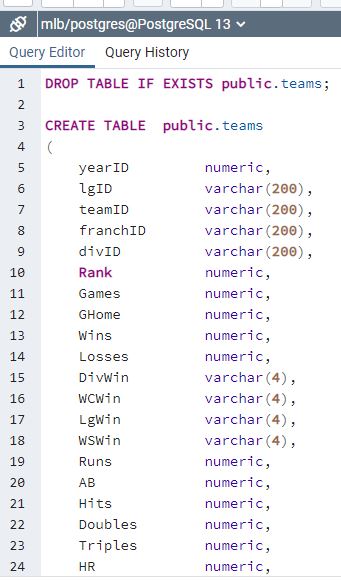 mlb/postgres@PostgreSQL 13
Query Editor Query History
1 DROP TABLE IF EXISTS public.teams;
2
3 CREATE TABLE  public.teams
4 (
5 yearID numeric,
6 lgID varchar(200),
7 teamID varchar(200),
8 franchID varchar(200),
9 divID varchar(200),
10 Rank numeric,
11 Games numeric,
12 GHome numeric,
13 Wins numeric,
14 Losses numeric,
15 DivWin varchar(4),
16 WCWin varchar(4),
17 LgWin varchar(4),
18 WSWin varchar(4),
19 Runs numeric,
20 AB numeric,
21 Hits numeric,
22 Doubles numeric,
23 Triples numeric,
24 HR numeric,